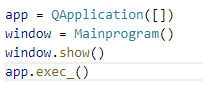 app = QApplication([])
window = Mainprogram()
window.show()
app.exec_()